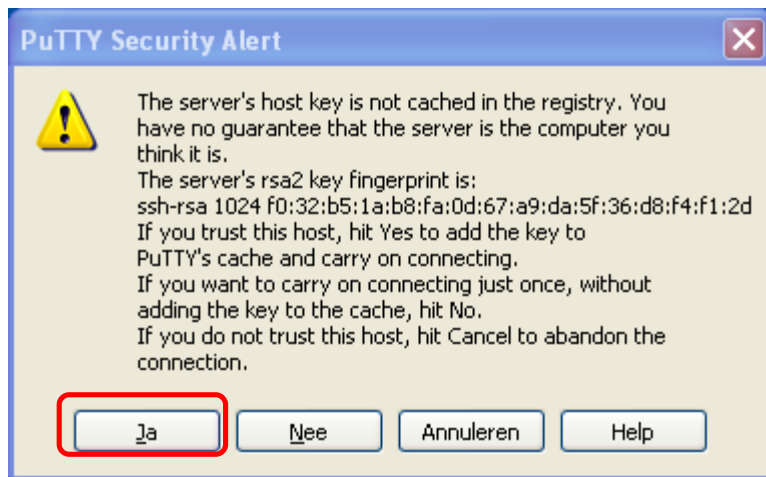 PuTTY Security Alert
The server's host key is not cached in the registry. You
have no guarantee that the server is the computer you
think it is.
The server's rsa2 key fingerprint is:
ssh-rsa 1024 f0:32:b5:1a:b8:fa:0d:67:a9:da:5f:36:d8:f4:f1:2d
If you trust this host, hit Yes to add the key to
PuTTY's cache and carry on connecting.
If you want to carry on connecting just once, without
adding the key to the cache, hit No.
If you do not trust this host, hit Cancel to abandon the
connection.
Ja Nee Annuleren Help